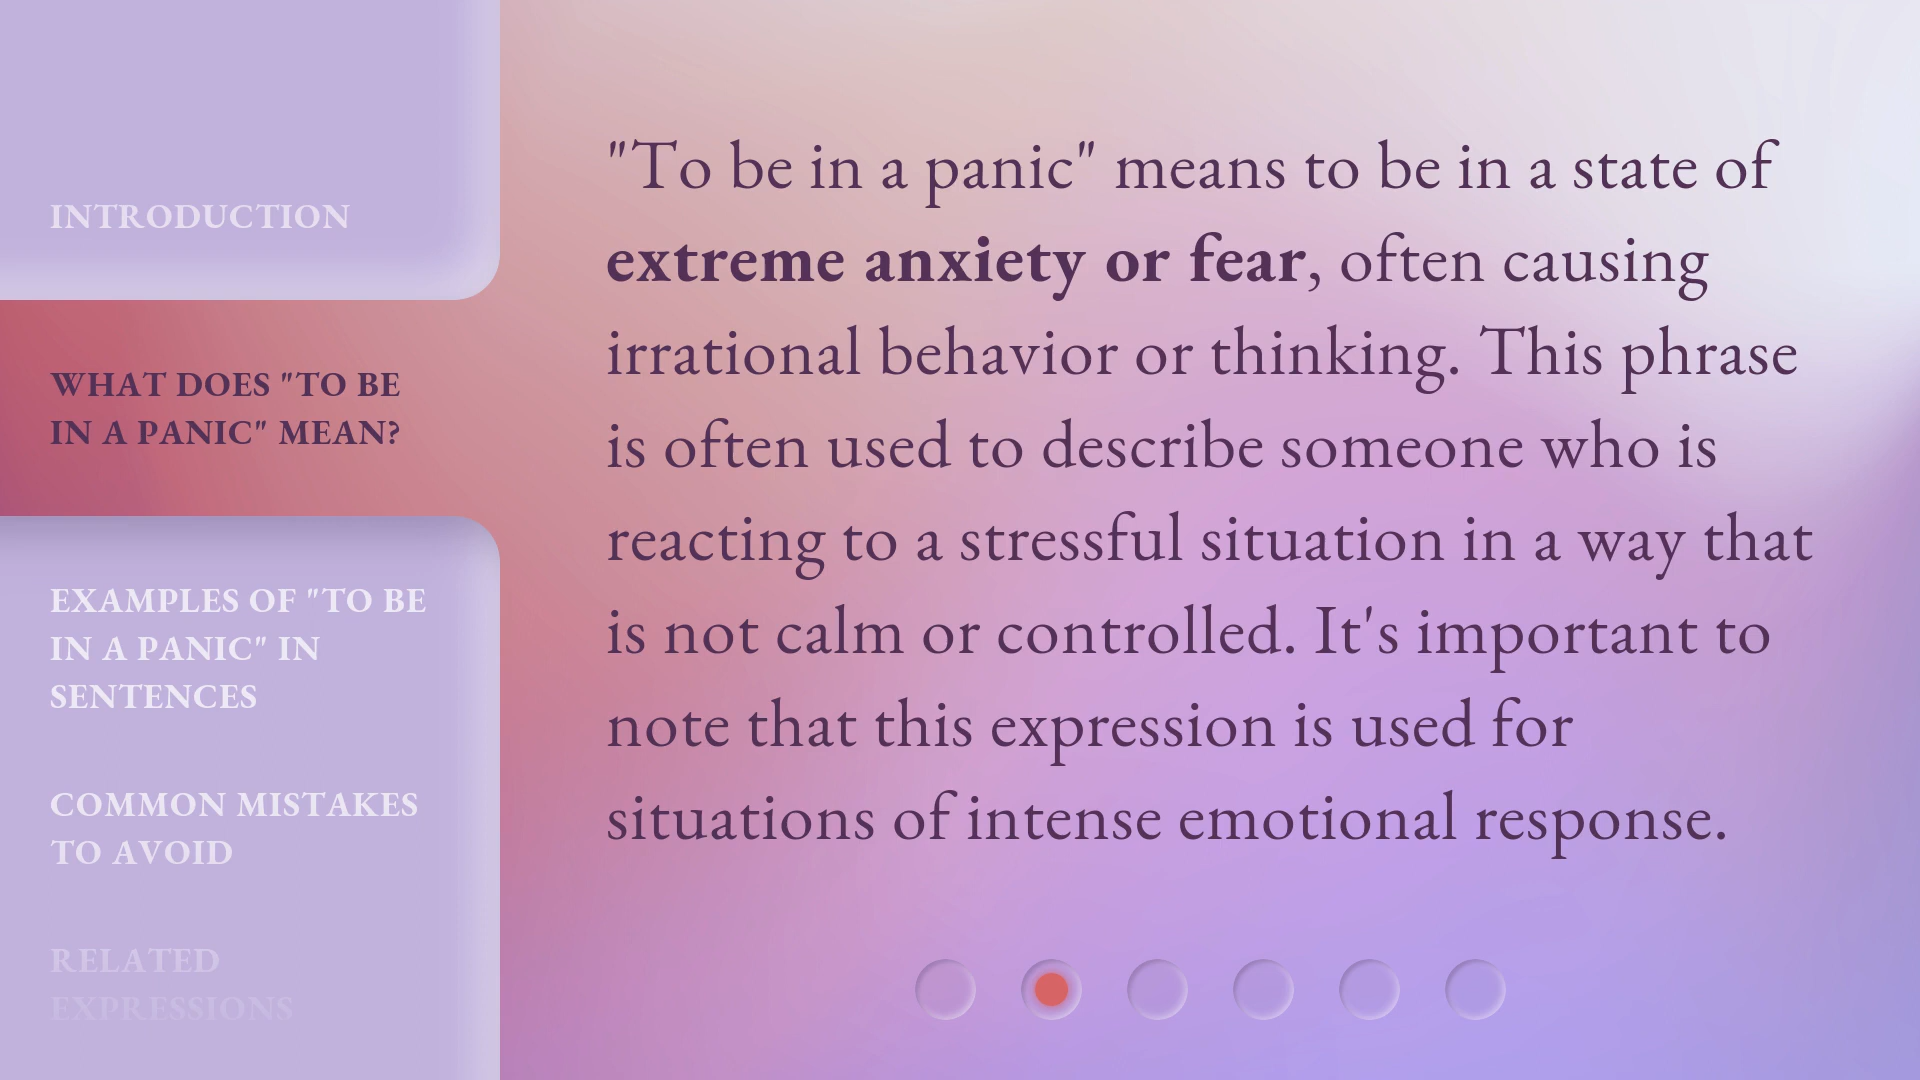 INTRODUCTION
WHAT DOES "TO BE
IN A PANIC" MEAN?
EXAMPLES OF "TO BE
IN A PANIC" IN
SENTENCES
COMMON MISTAKES
TO AVOID
RELATED
EXPRESSIONS
"To be in a panic" means to be in a state of
extreme anxiety or fear, often causing
irrational behavior or thinking. This phrase
is often used to describe someone who is
reacting to a stressful situation in a way that
is not calm or controlled. It's important to
note that this expression is used for
situations of intense emotional response.